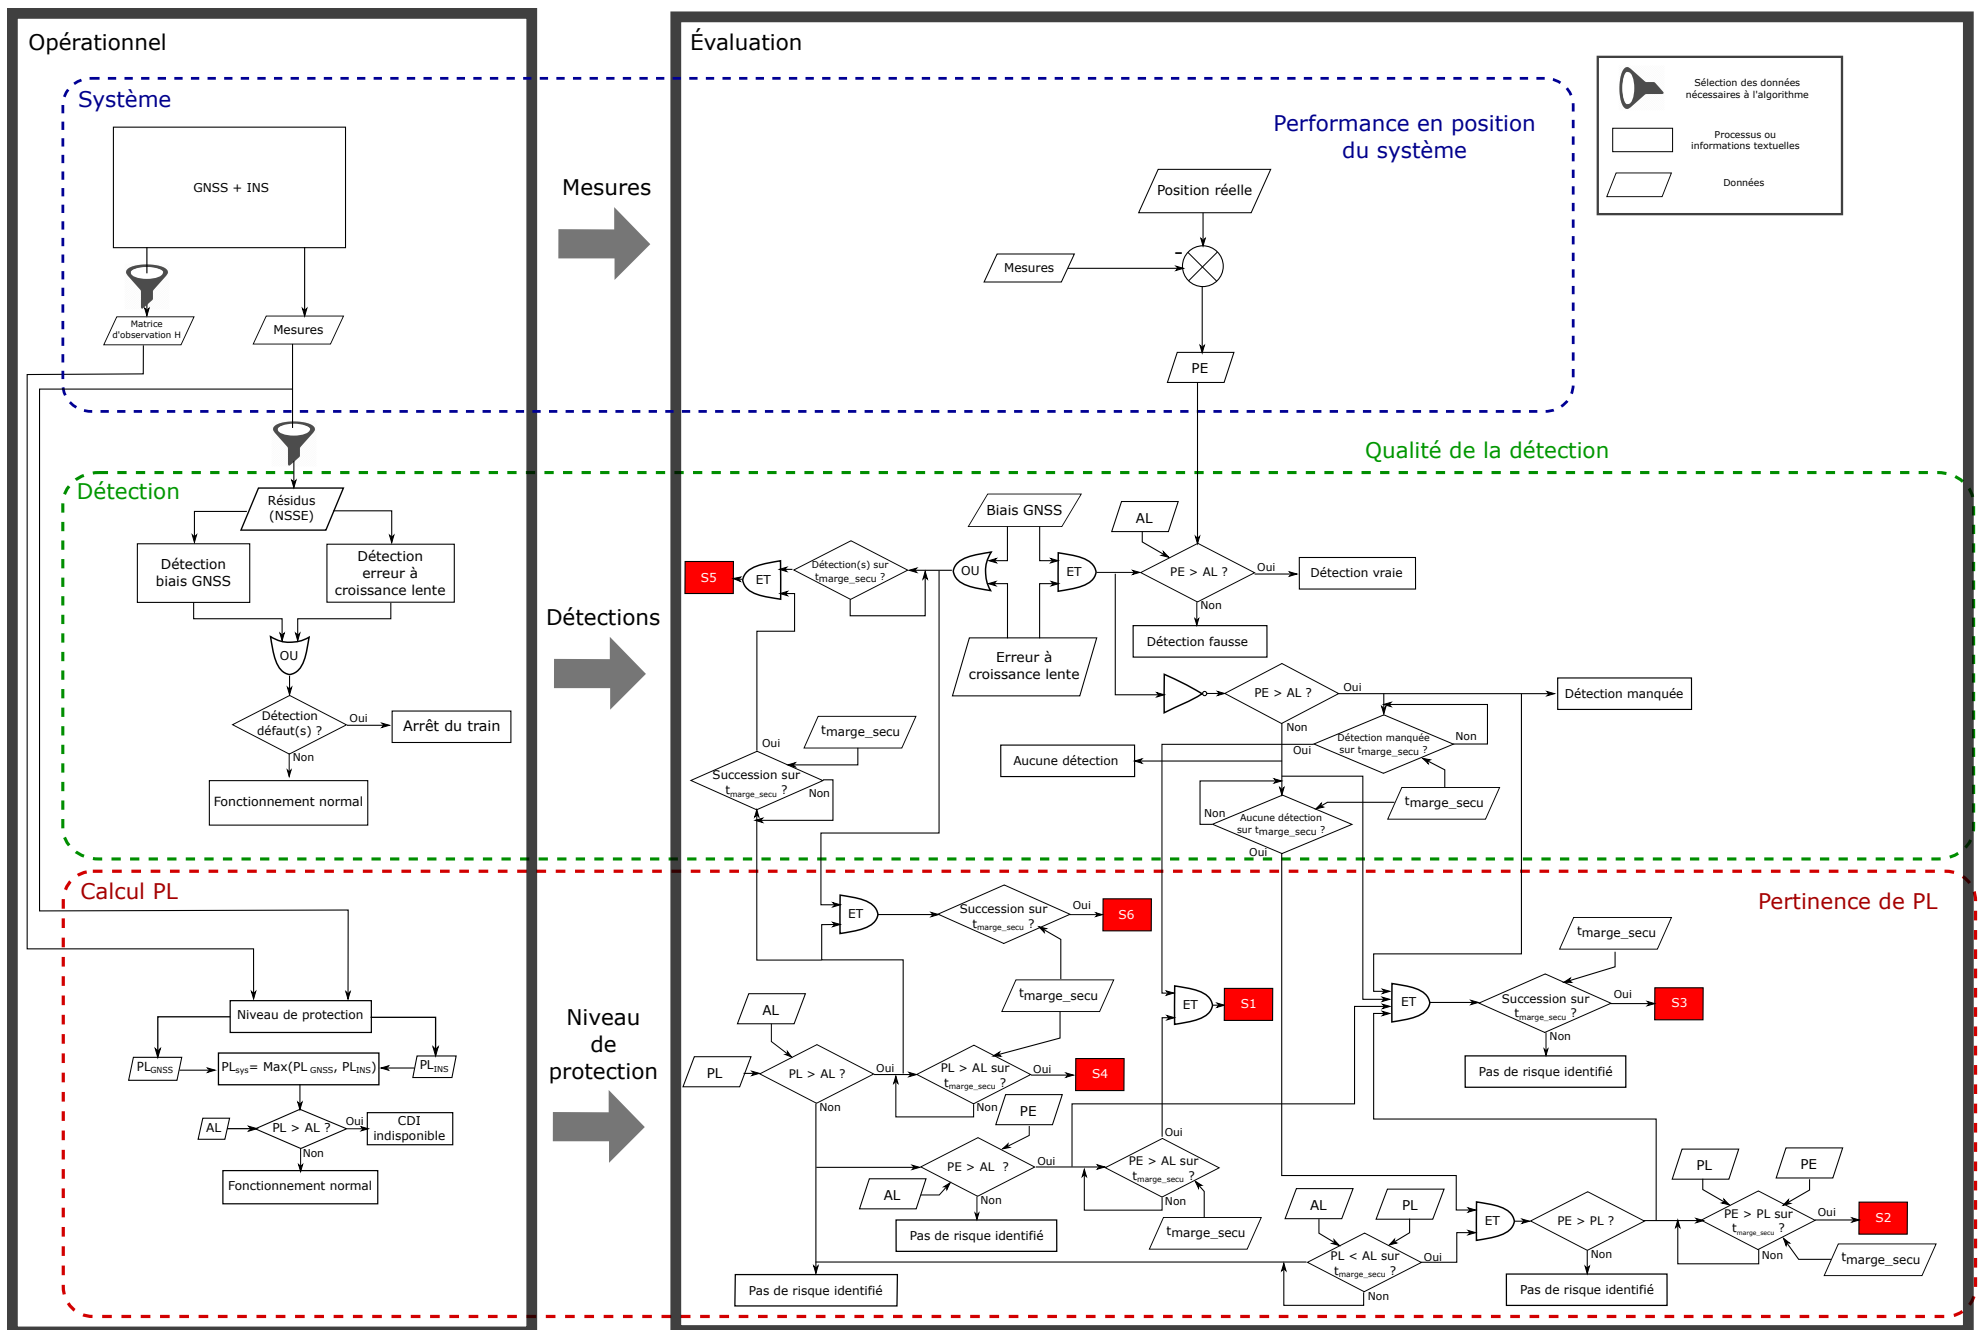 Opérationnel
Système
GNSS + INS
Matrice
d'observation H
Mesures
Détection
Résidus
(NSSE)
Détection
biais GNSS
Détection
erreur à
croissance lente
OU
Détection
défaut(s) ?
Oui
Arrêt du train
Non
Fonctionnement normal
Calcul PL
Niveau de protection
PLGNSS
PLsys= Max(PL GNSS, PLINS)
PLINS
AL
PL > AL ?
Oui
CDI
indisponible
Non
Fonctionnement normal
Mesures
Détections
Niveau
de
protection
Évaluation
Performance en position
du système
Position réelle
-
Mesures
PE
Sélection des données
nécessaires à l'algorithme
Processus ou
informations textuelles
Données
Qualité de la détection
Biais GNSS
AL
S5
ET
Détection(s) sur
tmarge_secu ?
OU
ET
PE > AL ?
Oui
Détection vraie
Non
Détection fausse
Erreur à
croissance lente
PE > AL ?
Oui
Détection manquée
Non
tmarge_secu
Oui
Succession sur
tmarge_secu ?
Non
Aucune détection
Oui
Détection manquée
sur tmarge_secu ?
Non
tmarge_secu
Non
Aucune détection
sur tmarge_secu ?
Oui
Pertinence de PL
ET
Succession sur
tmarge_secu ?
Oui
S6
tmarge_secu
tmarge_secu
ET
S1
ET
Succession sur
tmarge_secu ?
Oui
S3
Non
Pas de risque identifié
AL
PL
PL > AL ?
Oui
PL > AL sur
tmarge_secu ?
Oui
S4
Non
Non
PE
PE > AL ?
Oui
AL
Non
Pas de risque identifié
Oui
PE > AL sur
tmarge_secu ?
Non
tmarge_secu
AL
PL
PL < AL sur
tmarge_secu ?
Oui
Non
ET
PE > PL ?
Non
Pas de risque identifié
PL
PE
PE > PL sur
tmarge_secu ?
Oui
S2
Non
tmarge_secu
Pas de risque identifié